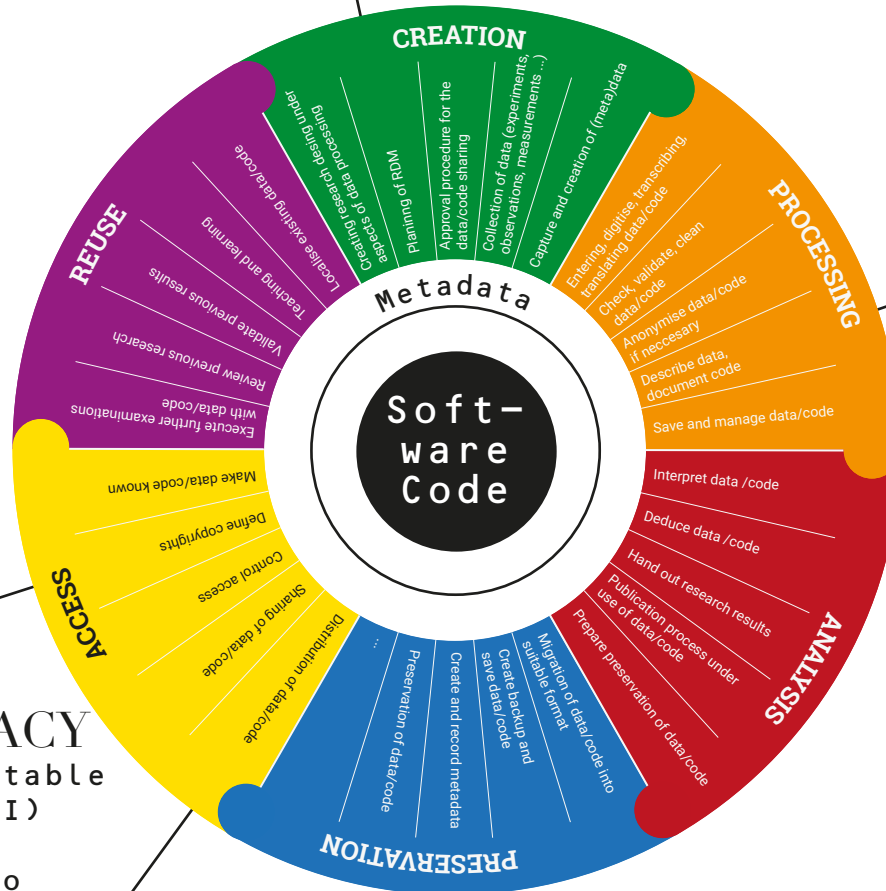 CREATION
Creating research desing under
aspects of data processing
Planing of RDM
Approval procedure for the
data/code sharing
Collection of data (experiments,
observations, measurements ...)
Capture and creation of (meta)data
PROCESSING
Entering, digitise, transcribing,
translating data/code
Check, validate, clean
data/code
Anonymise data/code
if neccesary
Describe data,
document code
Save and manage data/code
ANALYSIS
Interpret data /code
Deduce data /code
Hand out research results
Publication process under
use of data/code
Prepare preservation of data/code
PRESERVATION
Migration of data/code into
suitable format
Create backup and
save data/code
Create and record metadata
Preservation of data/code
...
ACCESS
Distribution of data/code
Sharing of data/code
Control access
Define copyrights
Make data/code known
REUSE
Execute further examinations
with data/code
Review previous research
Validate previous results
Teaching and learning
Localise existing data/code
Metadata
Soft-
ware
Code
ACY
table
I)
o